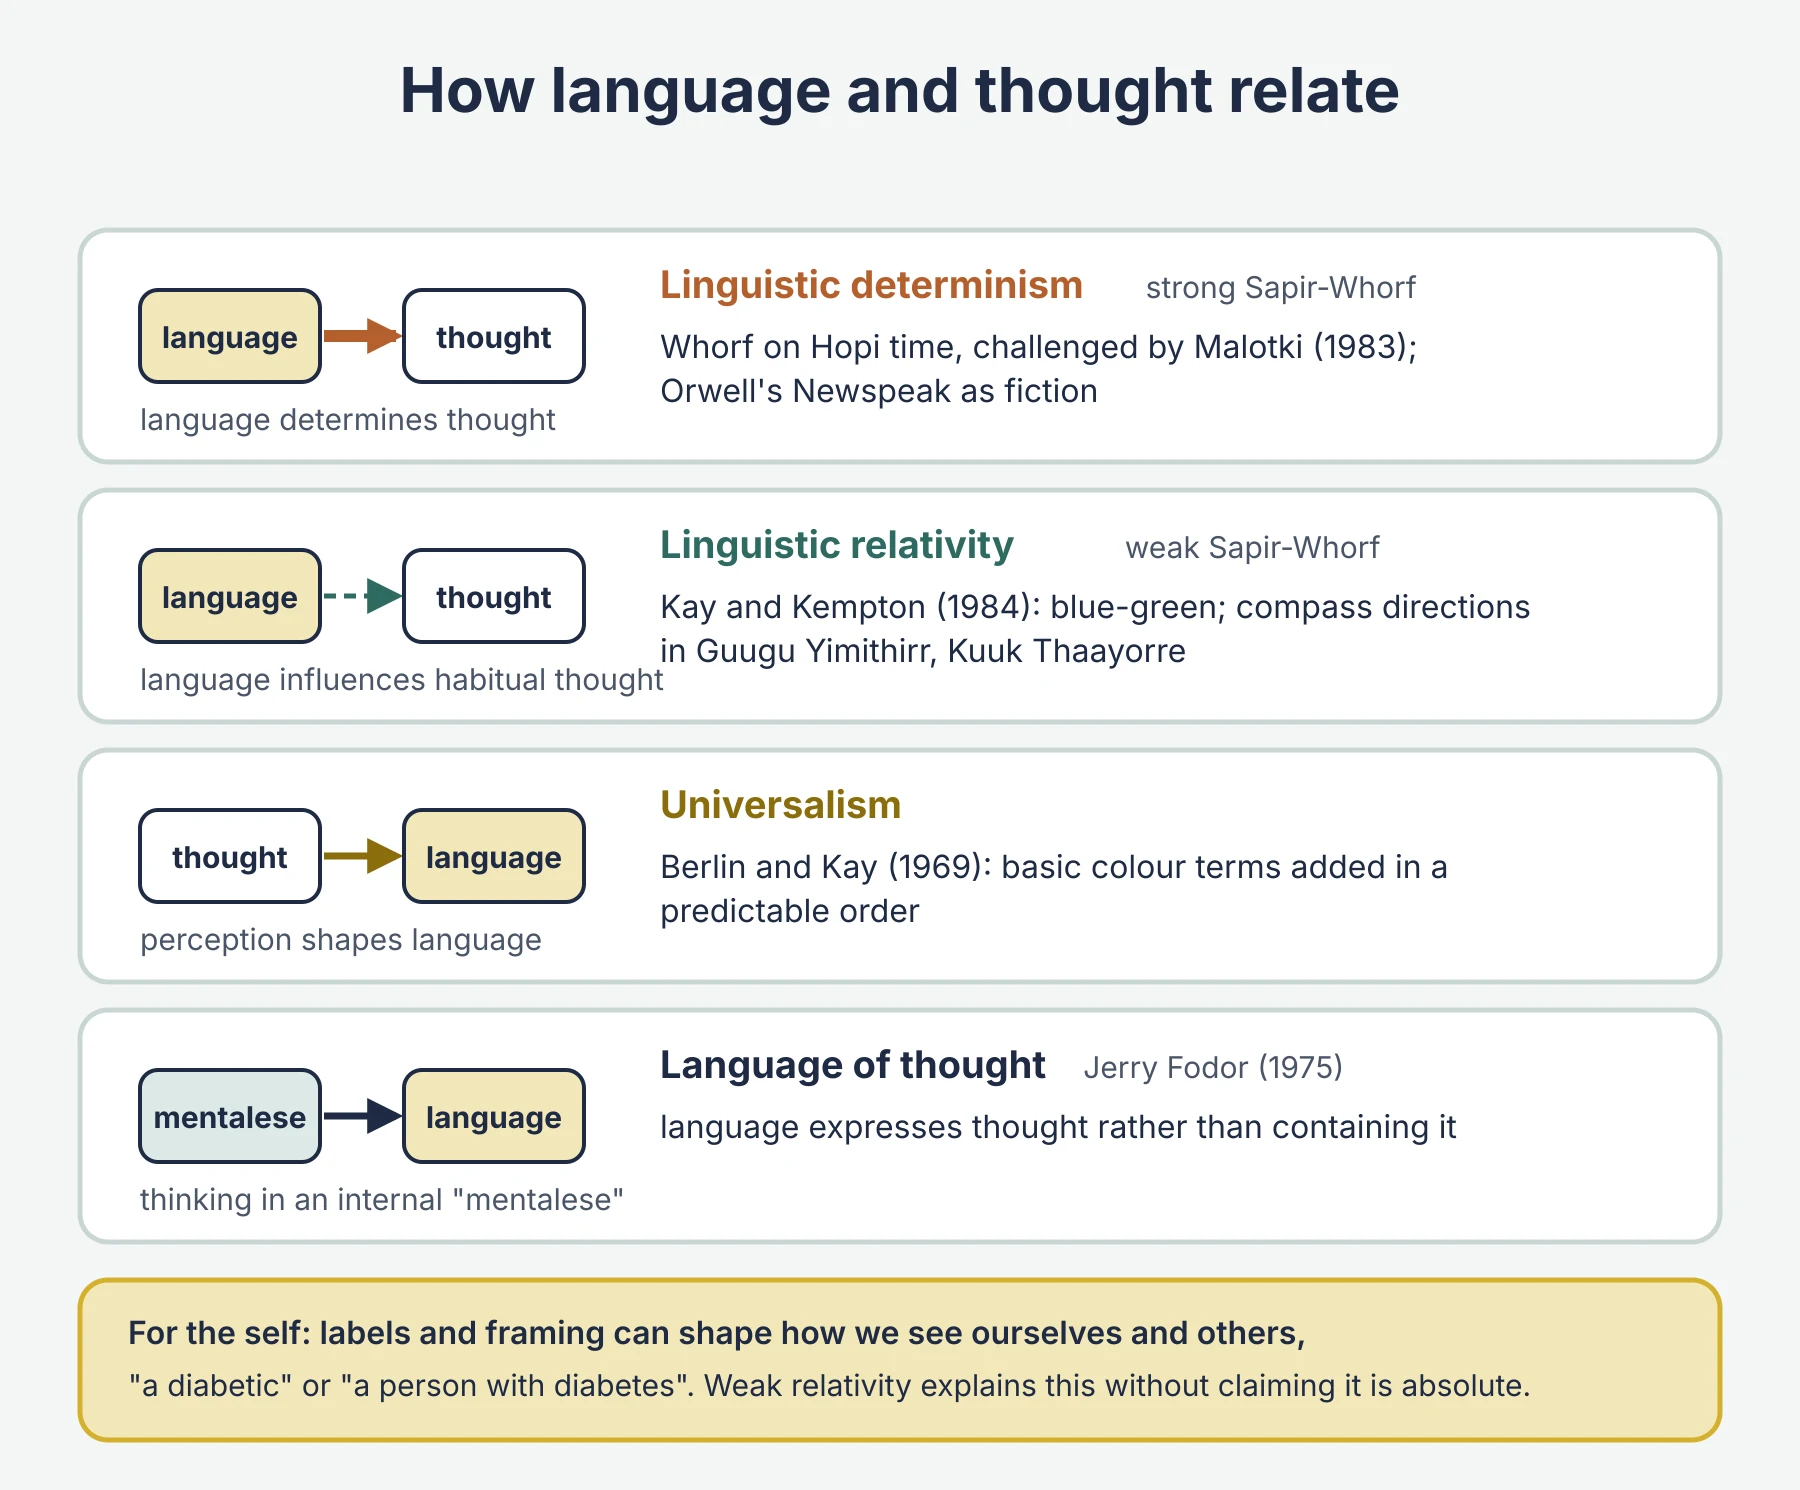 How language and thought relate
language
thought
language determines thought
Linguistic determinism strong Sapir-Whorf
Whorf on Hopi time, challenged by Malotki (1983);
Orwell's Newspeak as fiction
language
thought
language influences habitual thought
Linguistic relativity weak Sapir-Whorf
Kay and Kempton (1984): blue-green; compass directions
in Guugu Yimithirr, Kuuk Thaayorre
thought
language
perception shapes language
Universalism
Berlin and Kay (1969): basic colour terms added in a
predictable order
mentalese
language
thinking in an internal "mentalese"
Language of thought Jerry Fodor (1975)
language expresses thought rather than containing it
For the self: labels and framing can shape how we see ourselves and others,
"a diabetic" or "a person with diabetes". Weak relativity explains this without claiming it is absolute.